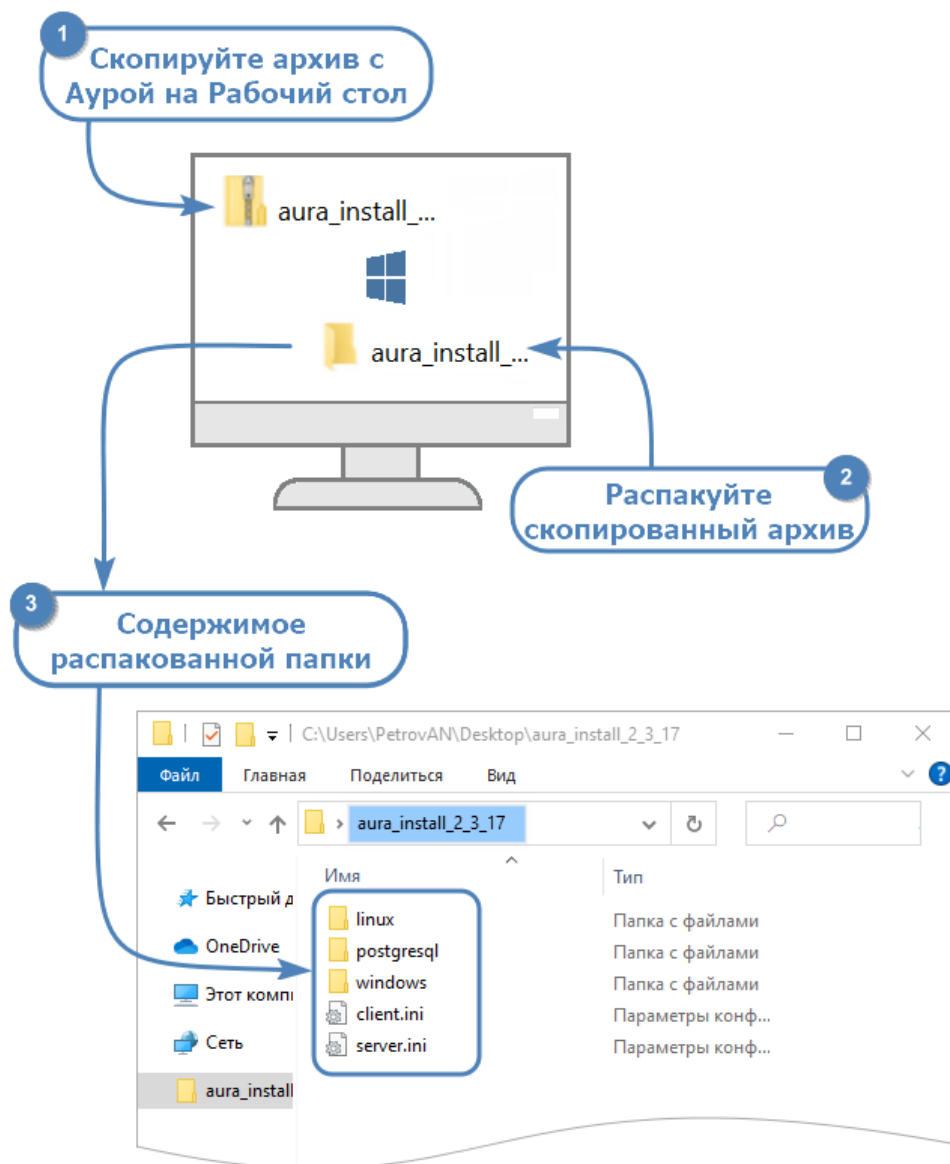 1
Скопируйте архив с
Аурой на Рабочий стол
aura_install_...
aura_install_...
2
Распакуйте
скопированный архив
3
Содержимое
распакованной папки
C:\Users\PetrovAN\Desktop\aura_install_2_3_17
Файл Главная Поделиться Вид
aura_install_2_3_17
Имя Тип
Быстрый д
OneDrive
Этот компь
Сеть
aura_install
linux Папка с файлами
postgresql Папка с файлами
windows Папка с файлами
client.ini Параметры конф...
server.ini Параметры конф...